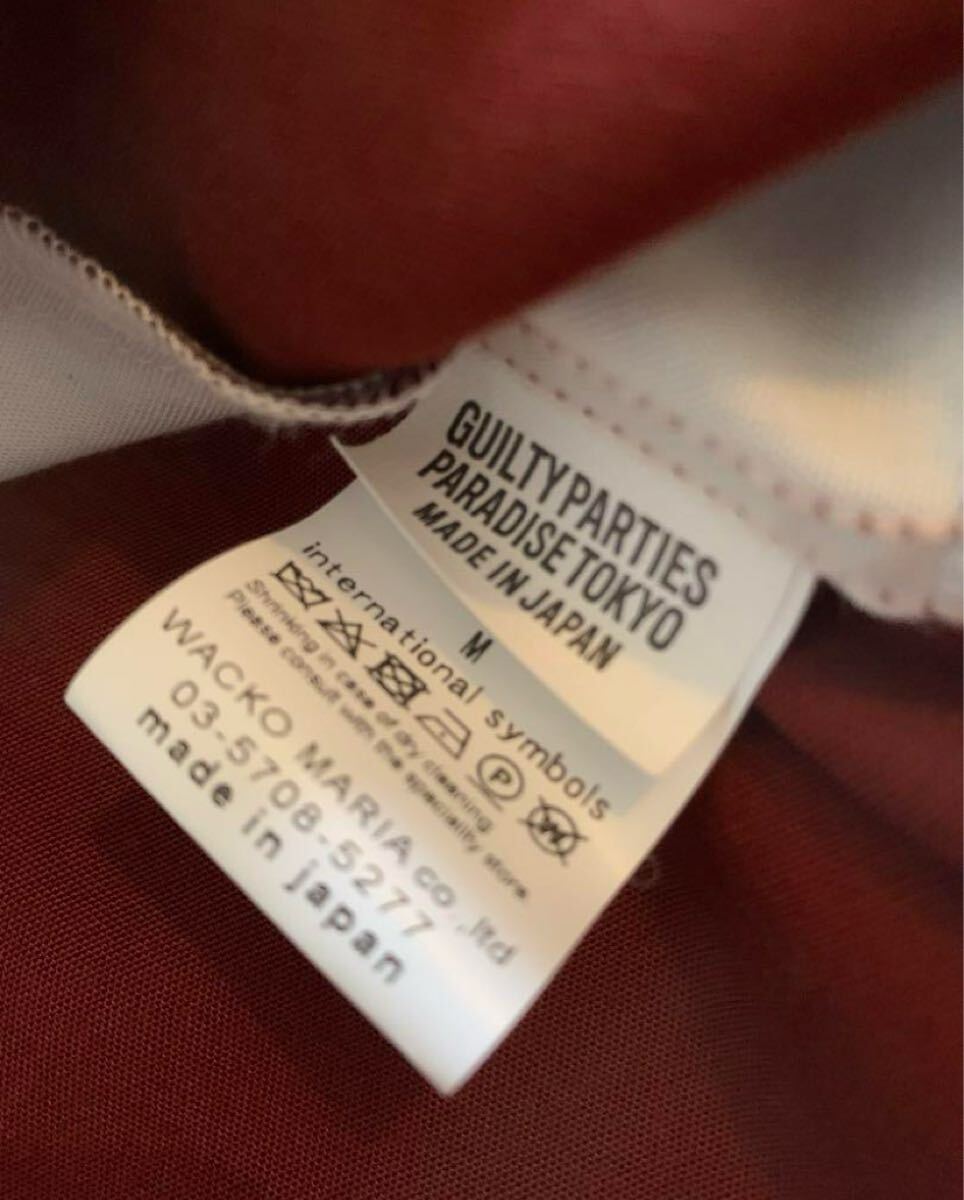 GUILTY PARTIES
PARADISE TOKYO
MADE IN JAPAN
M
international symbols
P
W
Shrinking in case of dry cleaning
Please consult with the speciality store.
WACKO MARIA co.,ltd
03-5708-5277
made in japan